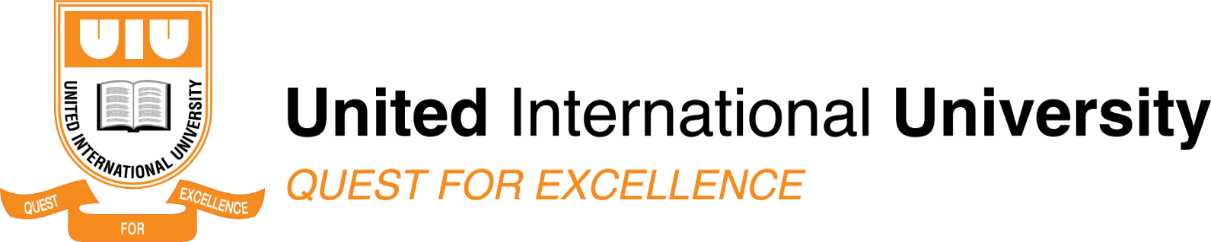 UIU
UNITED INTERNATIONAL UNIVERSITY
QUEST
FOR
EXCELLENCE
United International University
QUEST FOR EXCELLENCE